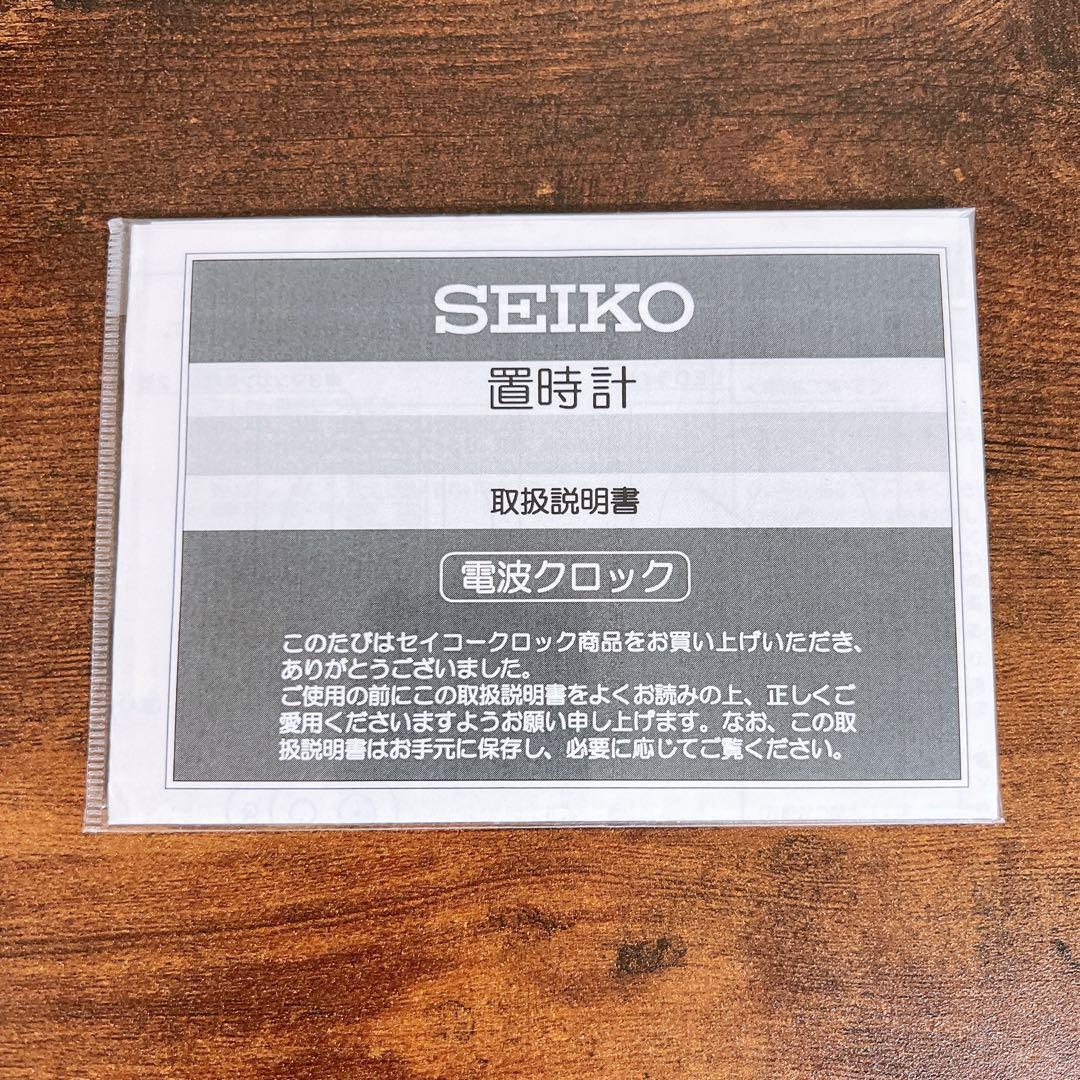 SEIKO
置時計
取扱説明書
電波クロック
このたびはセイコークロック商品をお買い上げいただき、
ありがとうございました。
ご使用の前にこの取扱説明書をよくお読みの上、正しくご
愛用くださいますようお願い申し上げます。なお、この取
扱説明書はお手元に保存し、必要に応じてご覧ください。